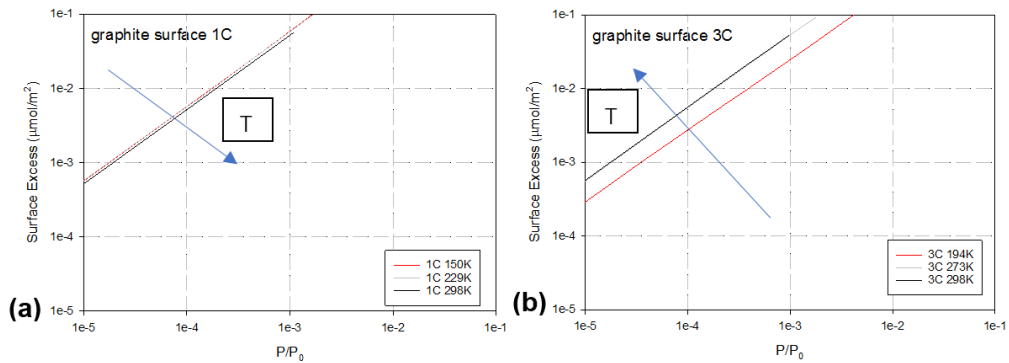 1e-1
graphite surface 1C
1e-2
T
1e-3
1e-4
1C 150K
1C 229K
1C 298K
1e-5
1e-5
1e-4
1e-3
1e-2
1e-1
Surface Excess (μmol/m²)
P/P₀
(a)
1e-1
graphite surface 3C
1e-2
T
1e-3
1e-4
3C 194K
3C 273K
3C 298K
1e-5
1e-5
1e-4
1e-3
1e-2
1e-1
Surface Excess (μmol/m²)
P/P₀
(b)